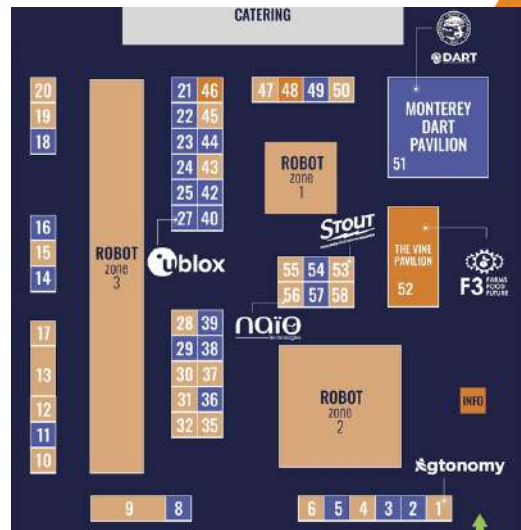 CATERING
DART
20
19
18
21 46
22 45
23 44
24 43
25 42
27 40
47 48 49 50
MONTEREY
DART
PAVILION
51
ROBOT
zone
1
16
15
14
ROBOT
zone
3
ublox
STOUT
THE VINE
PAVILION
52
F3 FARMS
FOOD
FUTURE
55 54 53
56 57 58
naïo
technologies
17
13
12
11
10
28 39
29 38
30 37
31 36
32 35
ROBOT
zone
2
INFO
Agtonomy
9 8
6 5 4 3 2 1